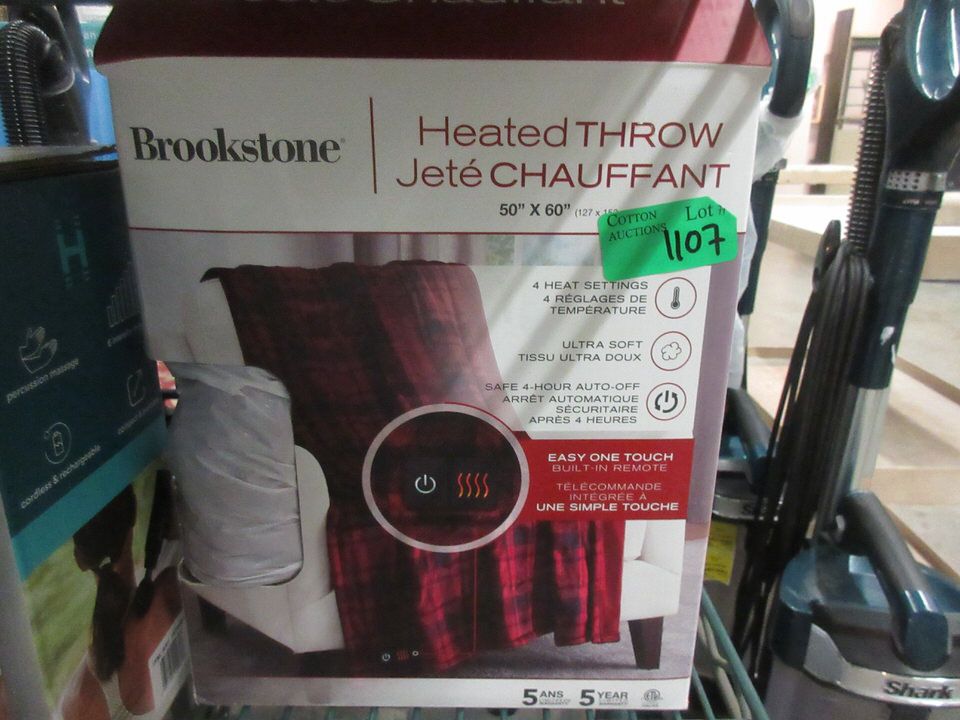 Brookstone
Heated THROW
Jeté CHAUFFANT
50" X 60" (127 x
COTTON AUCTIONS
Lot #
1107
4 HEAT SETTINGS
4 RÉGLAGES DE
TEMPÉRATURE
ULTRA SOFT
TISSU ULTRA DOUX
SAFE 4-HOUR AUTO-OFF
ARRÊT AUTOMATIQUE
SÉCURITAIRE
APRÈS 4 HEURES
EASY ONE TOUCH
BUILT-IN REMOTE
TÉLÉCOMMANDE
INTÉGRÉE À
UNE SIMPLE TOUCHE
5 ANS
5 YEAR
H
percussion massage
cordless & rechargeable
Shark